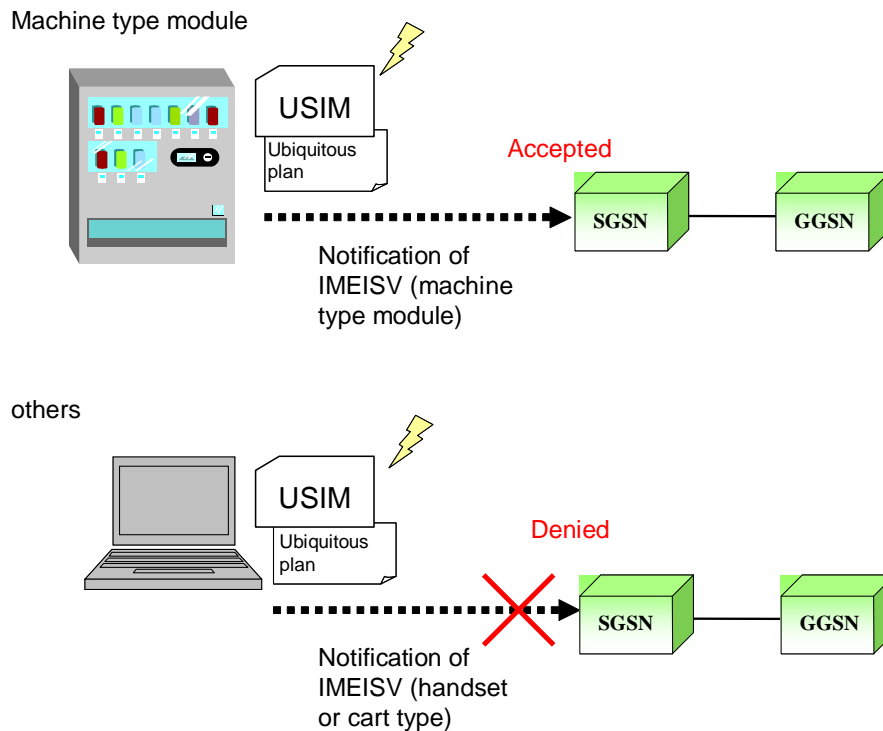 Machine type module
USIM
Ubiquitous
plan
Accepted
SGSN
GGSN
Notification of
IMEISV (machine
type module)
others
USIM
Ubiquitous
plan
Denied
SGSN
GGSN
Notification of
IMEISV (handset
or cart type)